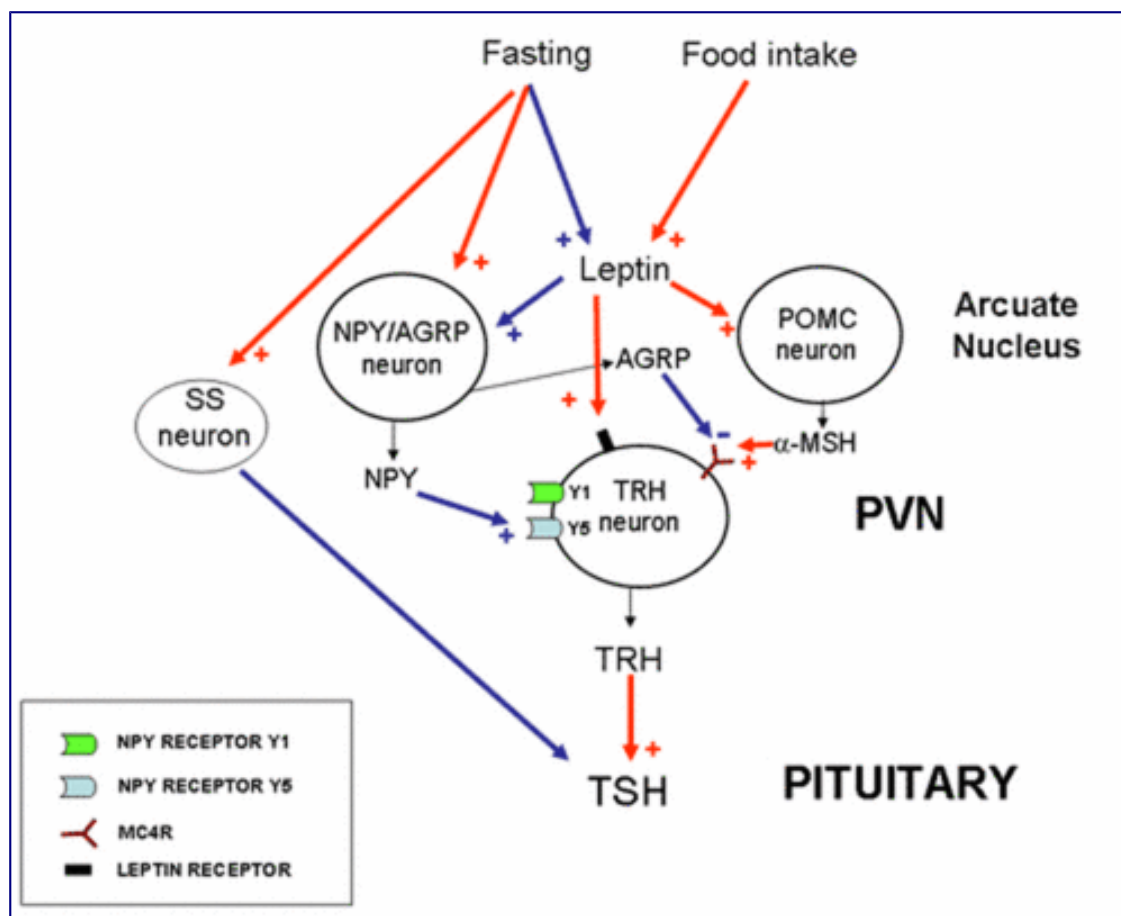 Fasting
Food intake
+
+
+
Leptin
+
+
NPY/AGRP
neuron
POMC
neuron
Arcuate
Nucleus
+
AGRP
+
SS
neuron
-
α-MSH
+
NPY
Y1
TRH
neuron
Y5
+
PVN
TRH
+
TSH
PITUITARY
NPY RECEPTOR Y1
NPY RECEPTOR Y5
MC4R
LEPTIN RECEPTOR